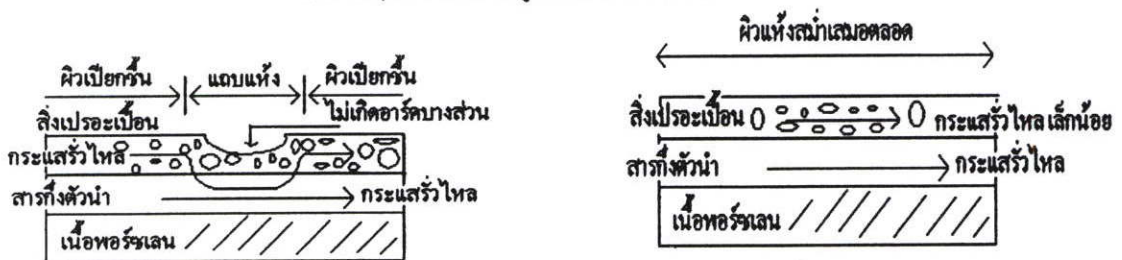 ผิวเปียกชื้น แถบแห้ง ผิวเปียกชื้น
ไม่เกิดอาร์คบางส่วน
สิ่งเปรอะเปื้อน
กระแสรั่วไหล
สารกึ่งตัวนำ กระแสรั่วไหล
เนื้อพอร์ซเลน
ผิวแห้งสม่ำเสมอตลอด
สิ่งเปรอะเปื้อน กระแสรั่วไหลเล็กน้อย
สารกึ่งตัวนำ กระแสรั่วไหล
เนื้อพอร์ซเลน